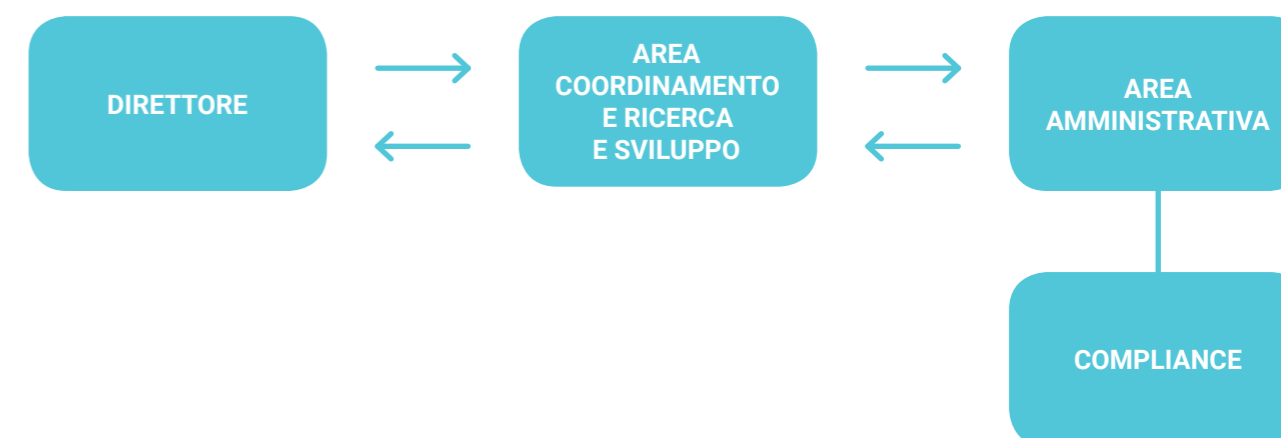 DIRETTORE
AREA
COORDINAMENTO
E RICERCA
E SVILUPPO
AREA
AMMINISTRATIVA
COMPLIANCE